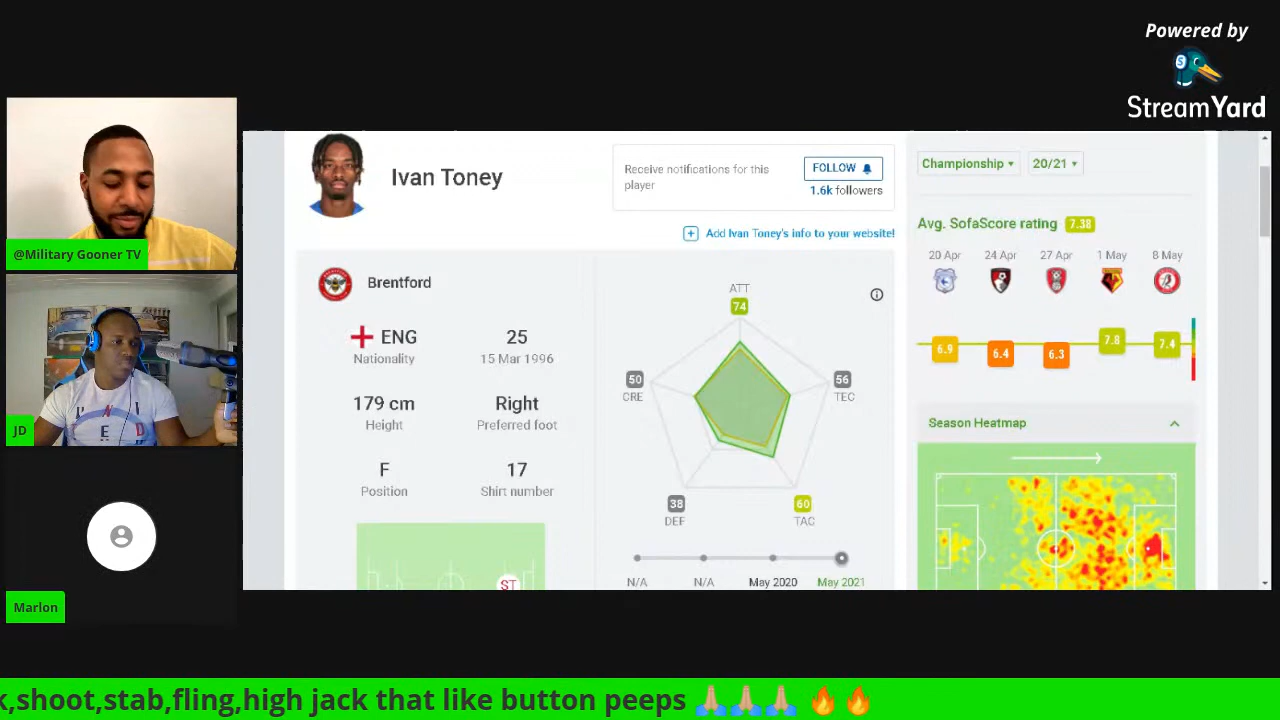 Powered by
StreamYard
@Military Gooner TV
JD
Marlon
Ivan Toney
Receive notifications for this
player
FOLLOW
1.6k followers
Add Ivan Toney's info to your website!
Brentford
ENG
Nationality
25
15 Mar 1996
179 cm
Height
Right
Preferred foot
F
Position
17
Shirt number
ST
ATT
74
56
TEC
60
TAC
38
DEF
50
CRE
N/A
N/A
May 2020
May 2021
Championship
20/21
Avg. SofaScore rating 7.38
20 Apr
24 Apr
27 Apr
1 May
8 May
6.9
6.4
6.3
7.8
7.4
Season Heatmap
,shoot,stab,fling,high jack that like button peeps 🙏🏽🙏🏽🙏🏽 🔥🔥